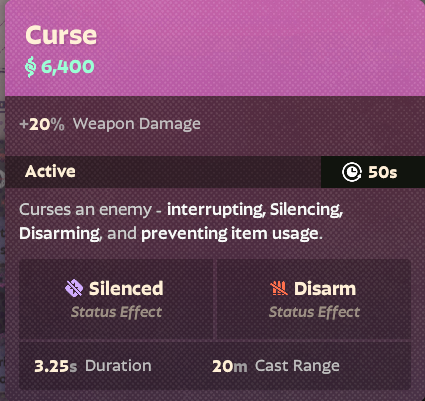 Curse
6,400
+20% Weapon Damage
Active 50s
Curses an enemy - interrupting, Silencing,
Disarming, and preventing item usage.
Silenced Disarm
Status Effect Status Effect
3.25s Duration 20m Cast Range